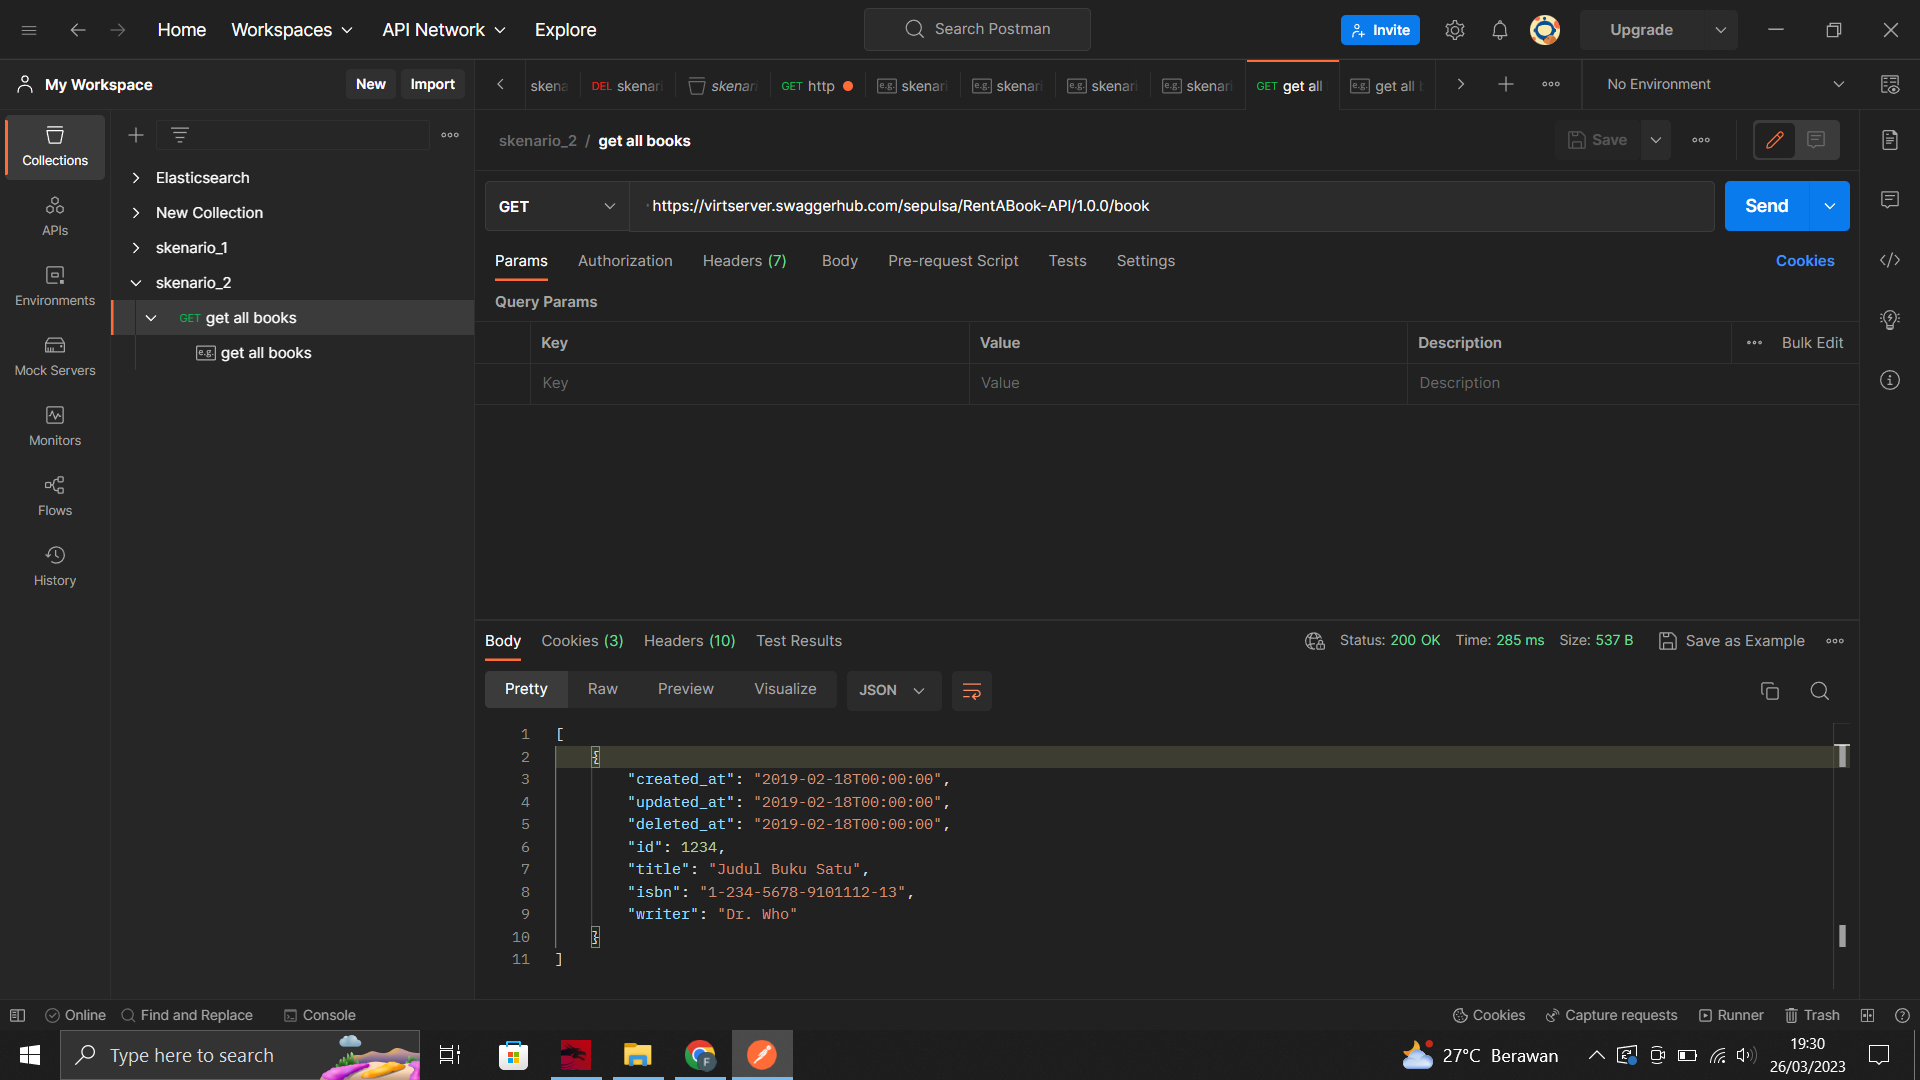 Home Workspaces API Network Explore Search Postman Invite Upgrade
My Workspace New Import
skena DEL skenari skenari GET http e.g. skenari e.g. skenari e.g. skenari e.g. skenari GET get all e.g. get all b No Environment
Collections
APIs
Environments
Mock Servers
Monitors
Flows
History
Elasticsearch
New Collection
skenario_1
skenario_2
GET get all books
e.g. get all books
skenario_2 / get all books Save
GET https://virtserver.swaggerhub.com/sepulsa/RentABook-API/1.0.0/book Send
Params Authorization Headers (7) Body Pre-request Script Tests Settings Cookies
Query Params
Key Value Description Bulk Edit
Key Value Description
Body Cookies (3) Headers (10) Test Results Status: 200 OK Time: 285 ms Size: 537 B Save as Example
Pretty Raw Preview Visualize JSON
1 [
2 {
3 "created_at": "2019-02-18T00:00:00",
4 "updated_at": "2019-02-18T00:00:00",
5 "deleted_at": "2019-02-18T00:00:00",
6 "id": 1234,
7 "title": "Judul Buku Satu",
8 "isbn": "1-234-5678-9101112-13",
9 "writer": "Dr. Who"
10 }
11 ]
Online Find and Replace Console Cookies Capture requests Runner Trash
Type here to search F 27°C Berawan 19:30
26/03/2023